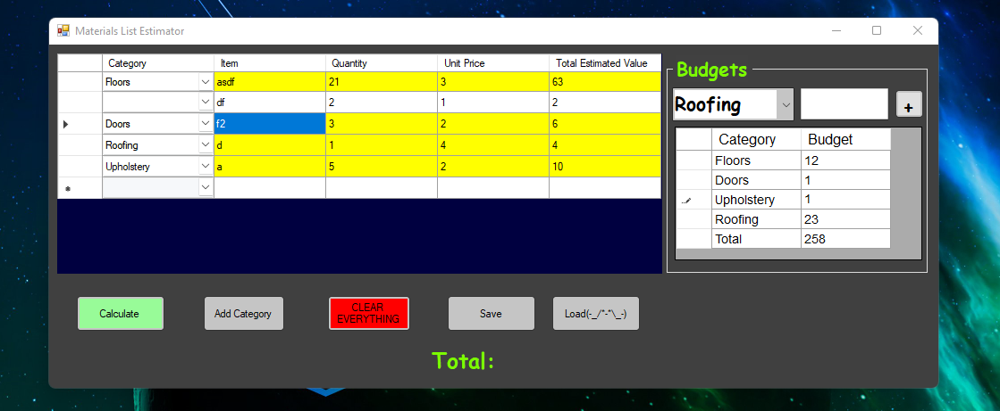 Materials List Estimator
Category Item Quantity Unit Price Total Estimated Value
Floors asdf 21 3 63
df 2 1 2
Doors f2 3 2 6
Roofing d 1 4 4
Upholstery a 5 2 10
Budgets
Roofing +
Category Budget
Floors 12
Doors 1
Upholstery 1
Roofing 23
Total 258
Calculate Add Category CLEAR EVERYTHING Save Load(-_/*-*\_-)
Total: